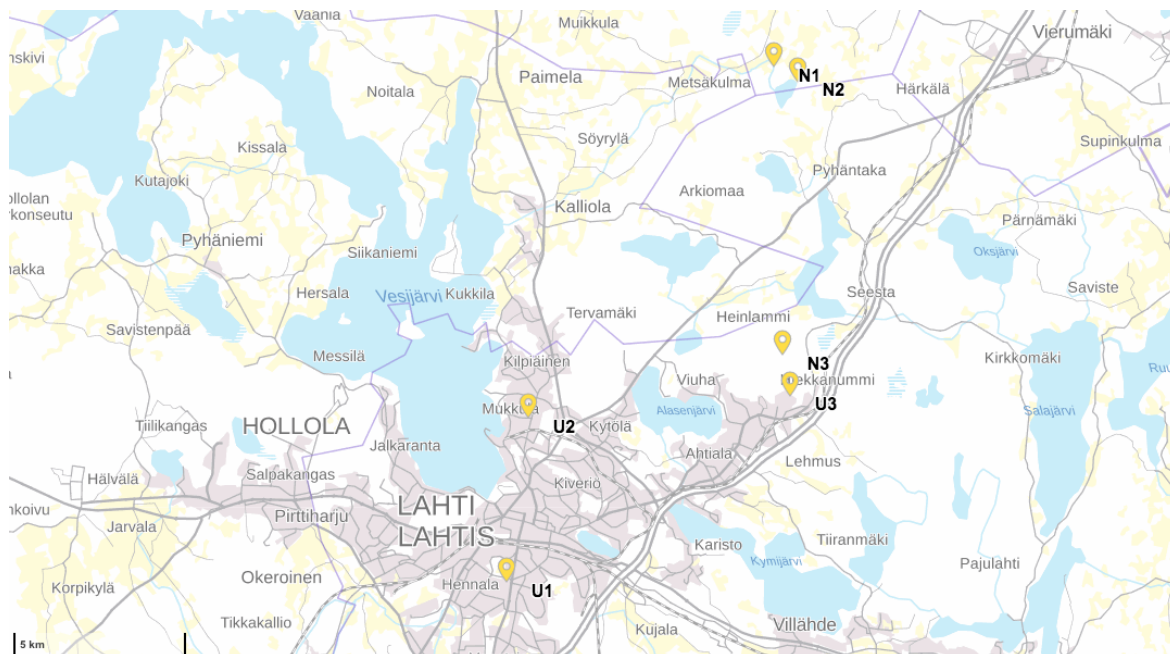 Vaania
Muikkula
Vierumäki
nskivi
Paimela
Metsäkulma
N1
Noitala
N2
Härkälä
Söyrylä
Kissala
Supinkulma
Kutajoki
Pyhäntaka
Arkiomaa
ollolan
rkonseutu
Kalliola
Pärnämäki
Pyhäniemi
Siikaniemi
Oksjärvi
makka
Hersala
Vesijärvi
Kukkila
Seesta
Saviste
Savistenpää
Tervamäki
Heinlammi
Messilä
Kilpiäinen
Kirkkomäki
N3
Ruu
a
Viuha
ekkanummi
Mukkula
U3
Alasenjärvi
Salajärvi
Tiilikangas
HOLLOLA
U2
Kytölä
Jalkaranta
Ahtiala
Lehmus
Hälvälä
Salpakangas
Kiveriö
nkoivu
Pirttiharju
LAHTI
LAHTIS
Jarvala
Karisto
Tiiranmäki
Kymijärvi
Pajulahti
Okeroinen
Hennala
U1
Korpikylä
Tikkakallio
Kujala
Villähde
5 km